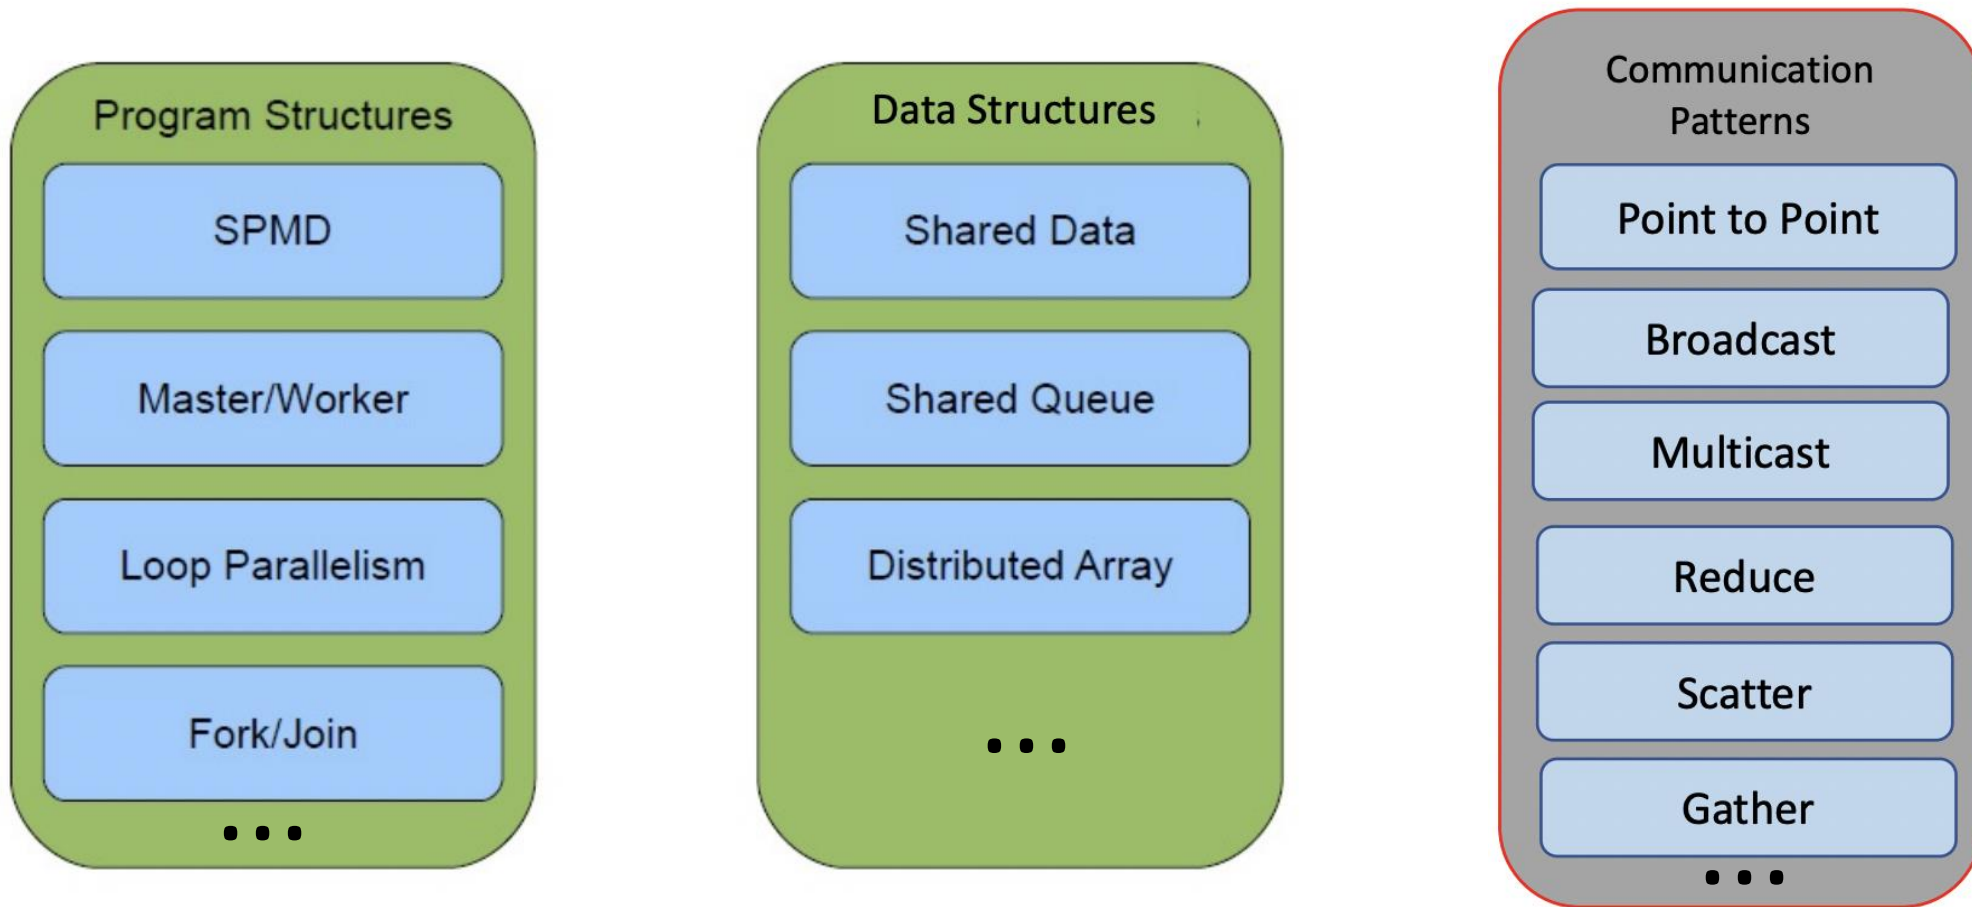 Program Structures
SPMD
Master/Worker
Loop Parallelism
Fork/Join
...
Data Structures
Shared Data
Shared Queue
Distributed Array
...
Communication
Patterns
Point to Point
Broadcast
Multicast
Reduce
Scatter
Gather
...